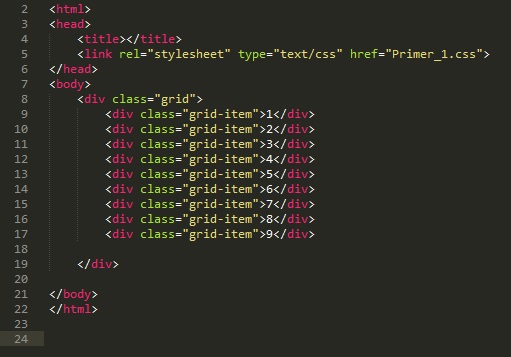 2 <html>
3 <head>
4 <title></title>
5 <link rel="stylesheet" type="text/css" href="Primer_1.css">
6 </head>
7 <body>
8 <div class="grid">
9 <div class="grid-item">1</div>
10 <div class="grid-item">2</div>
11 <div class="grid-item">3</div>
12 <div class="grid-item">4</div>
13 <div class="grid-item">5</div>
14 <div class="grid-item">6</div>
15 <div class="grid-item">7</div>
16 <div class="grid-item">8</div>
17 <div class="grid-item">9</div>
18
19 </div>
20
21 </body>
22 </html>
23
24